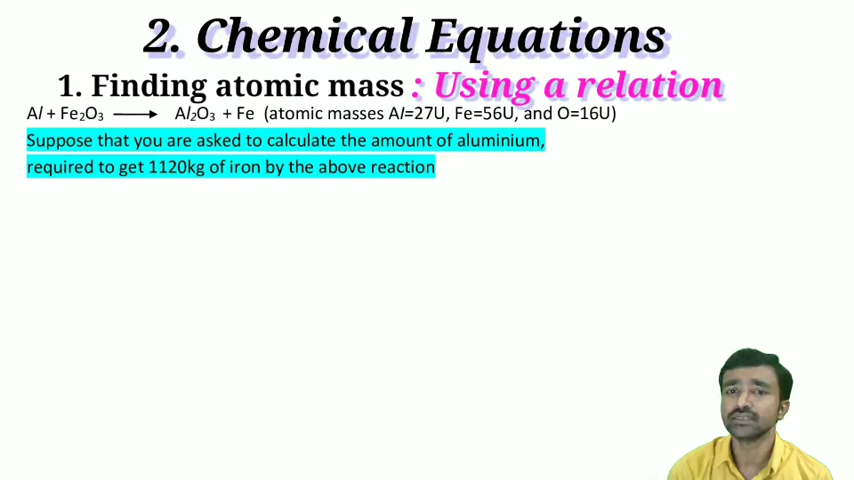 2. Chemical Equations
1. Finding atomic mass : Using a relation
Al + Fe₂O₃ ⟶ Al₂O₃ + Fe (atomic masses Al=27U, Fe=56U, and O=16U)
Suppose that you are asked to calculate the amount of aluminium,
required to get 1120kg of iron by the above reaction